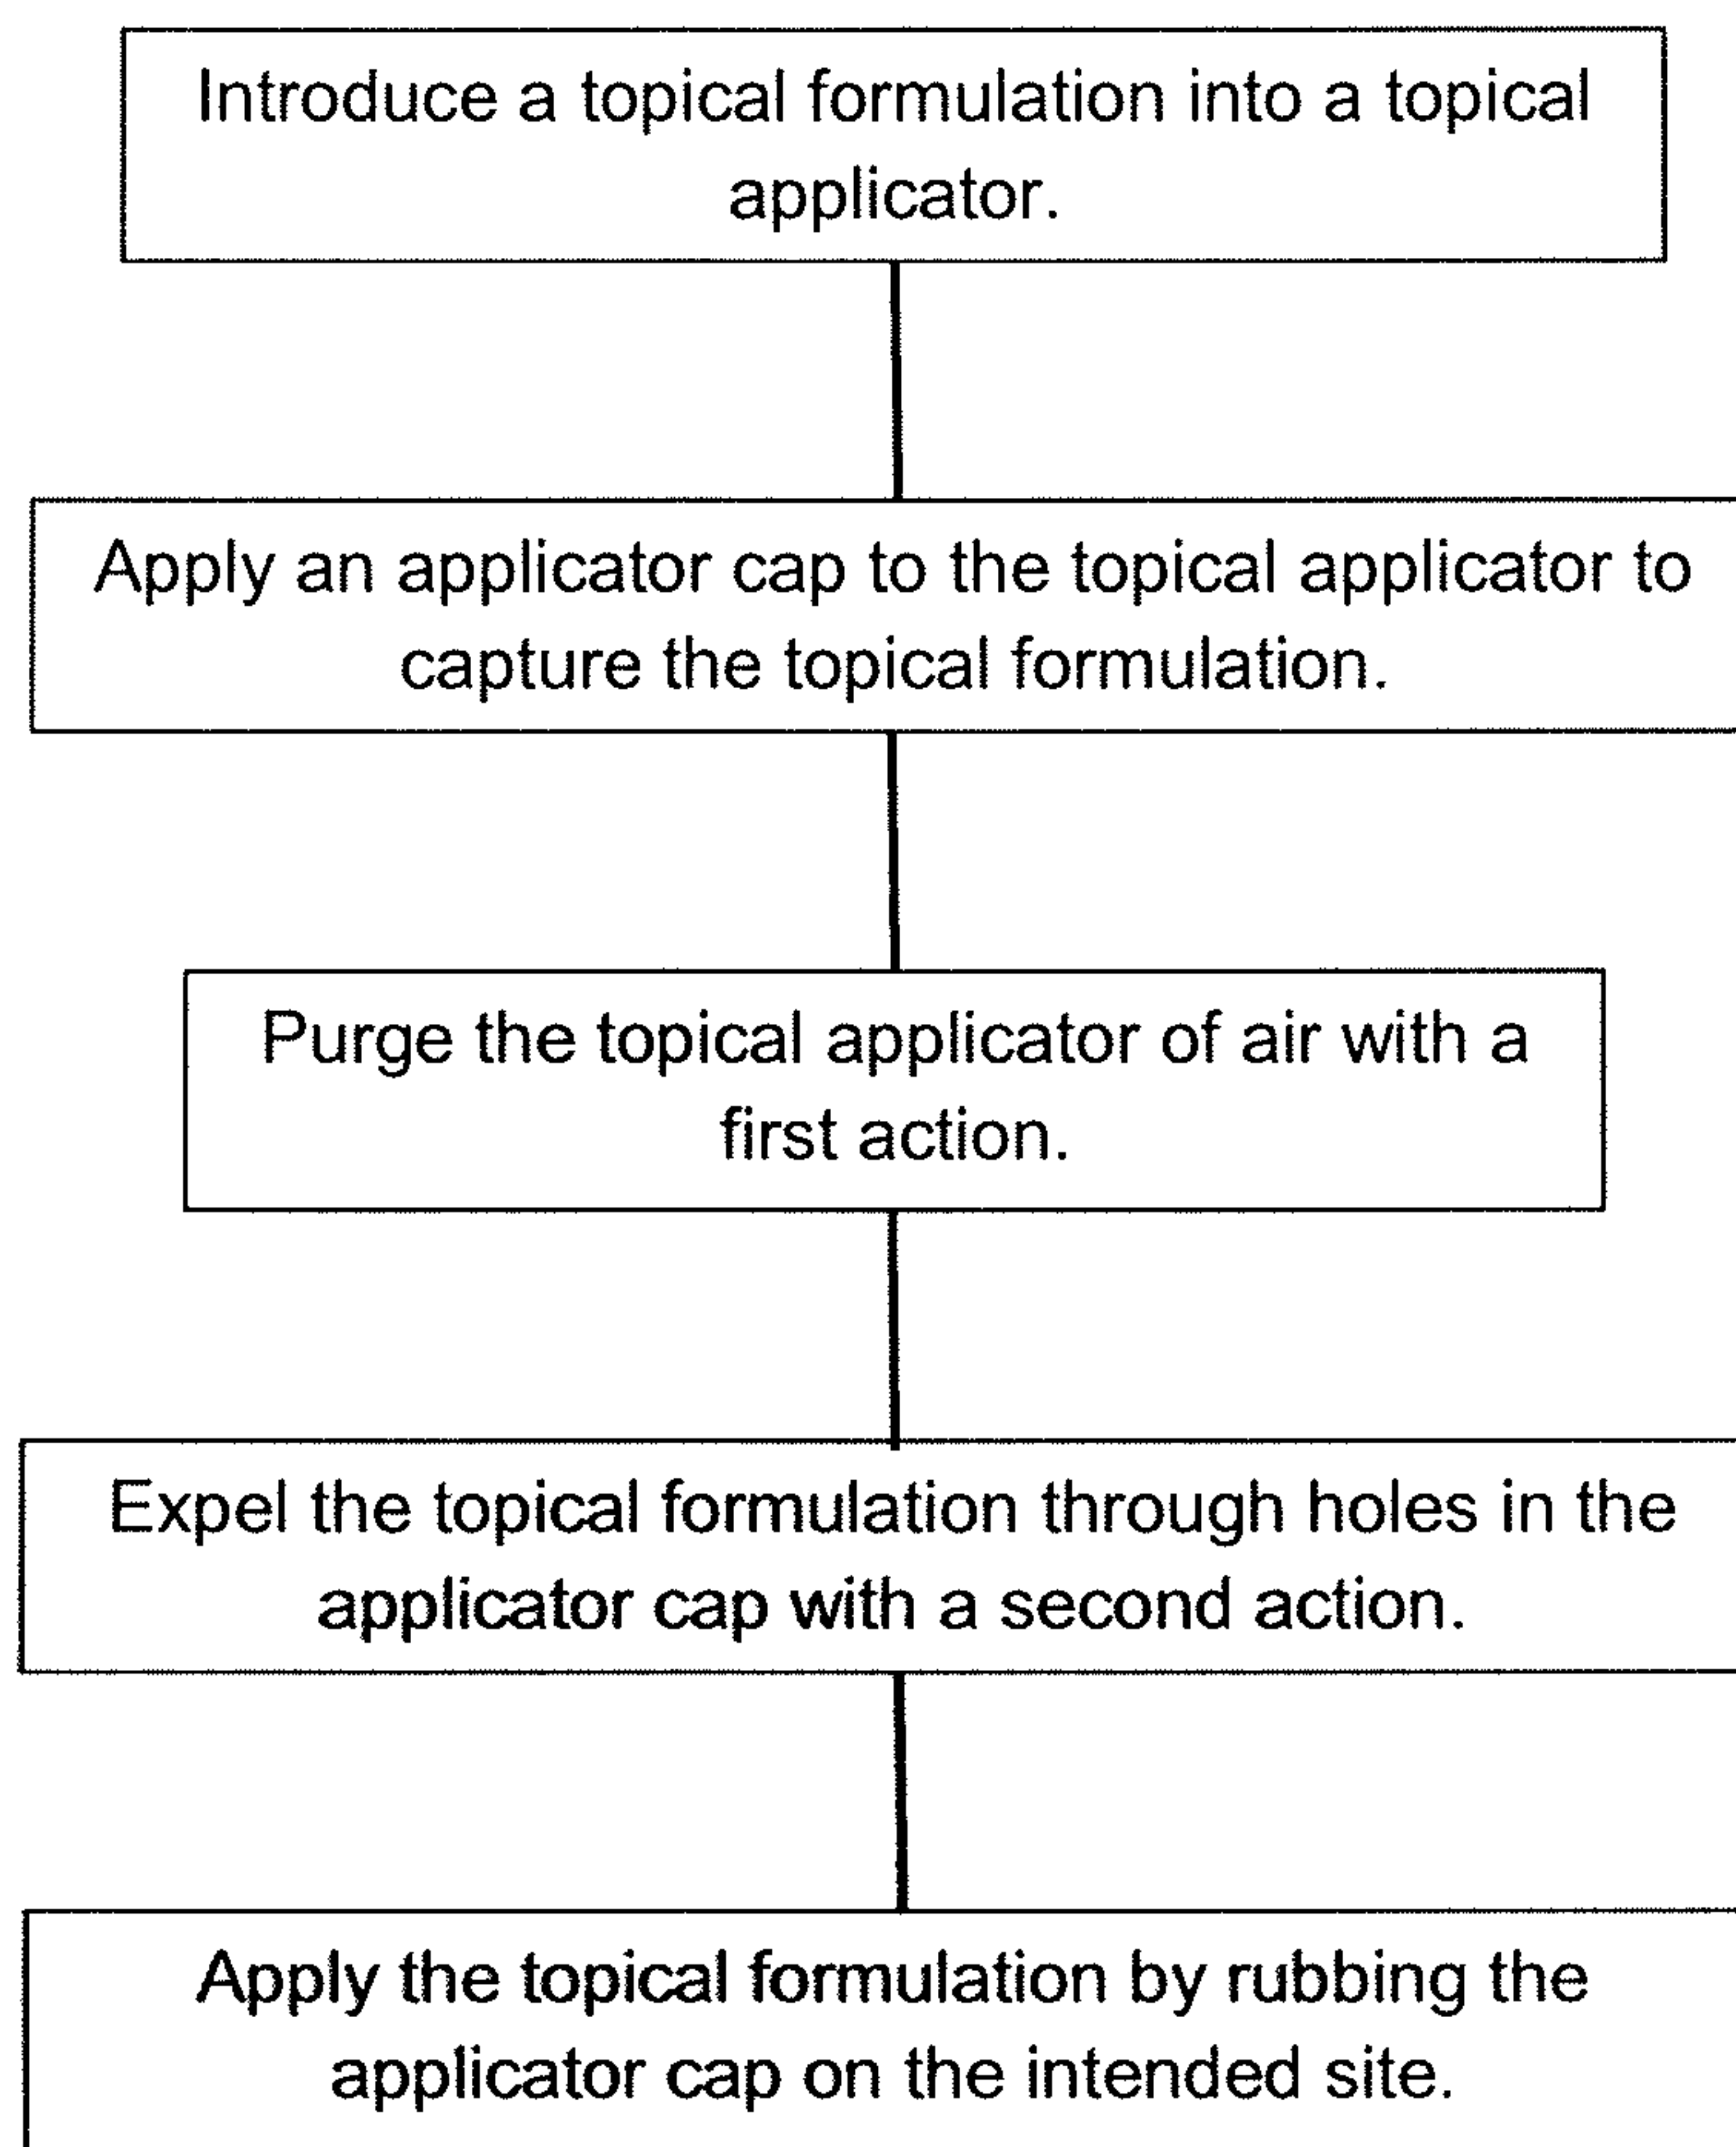 Introduce a topical formulation into a topical
applicator.
Apply an applicator cap to the topical applicator to
capture the topical formulation.
Purge the topical applicator of air with a
first action.
Expel the topical formulation through holes in the
applicator cap with a second action.
Apply the topical formulation by rubbing the
applicator cap on the intended site.